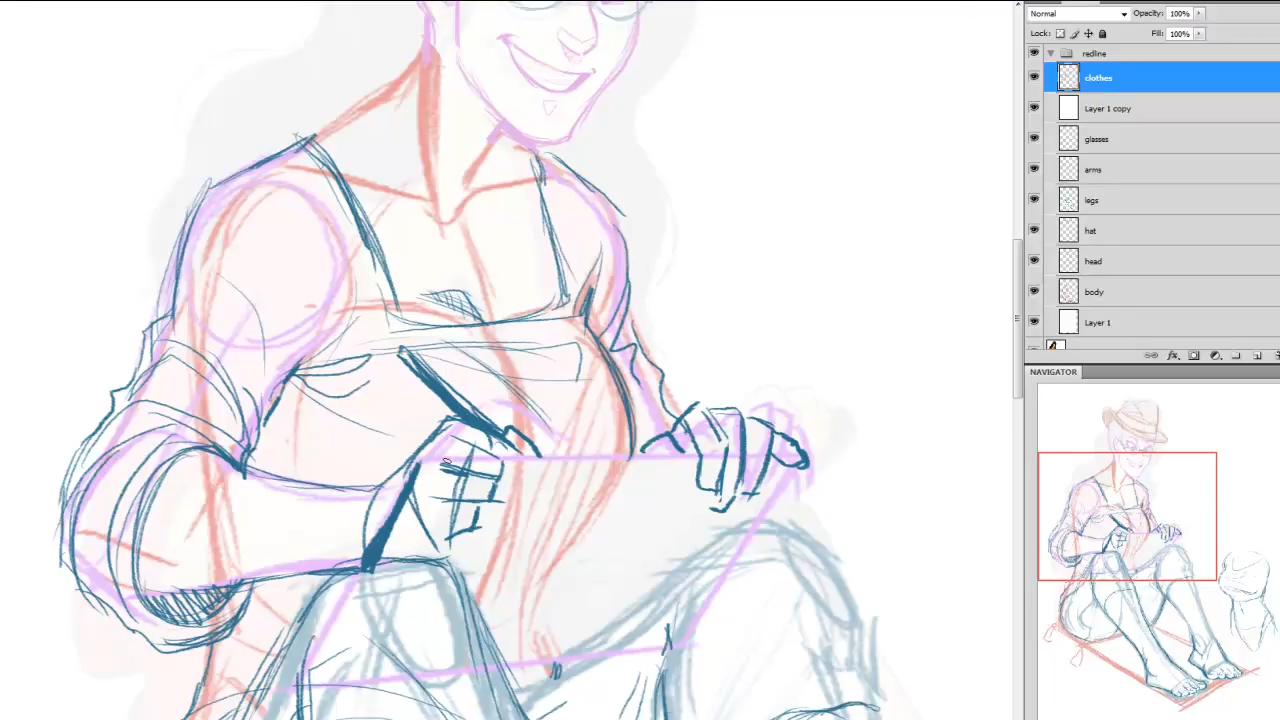 Normal Opacity: 100%
Lock: Fill: 100%
redline
clothes
Layer 1 copy
glasses
arms
legs
hat
head
body
Layer 1
fx
NAVIGATOR